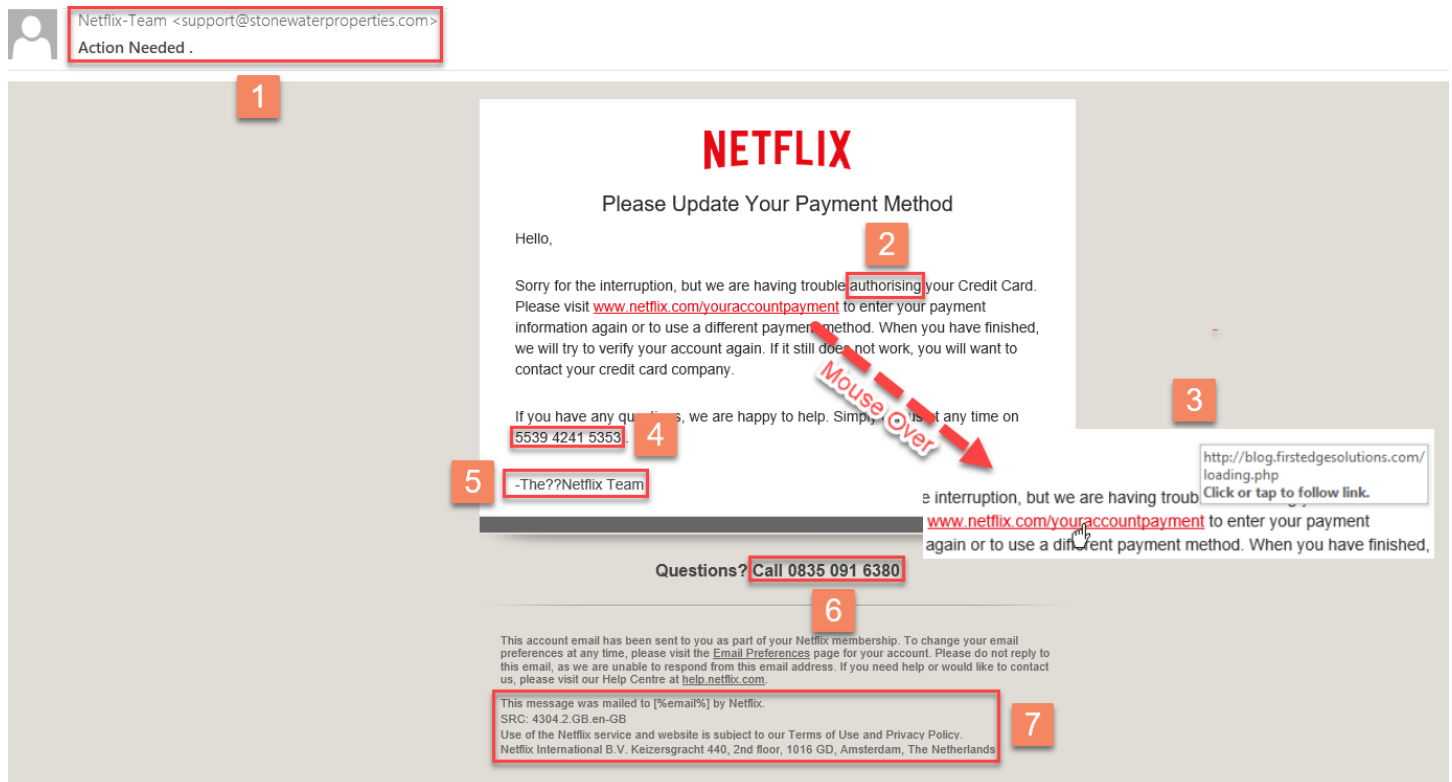 Netflix-Team <support@stonewaterproperties.com>
Action Needed .
1
NETFLIX
Please Update Your Payment Method
Hello,
2
Sorry for the interruption, but we are having trouble authorising your Credit Card.
Please visit www.netflix.com/youraccountpayment to enter your payment
information again or to use a different payment method. When you have finished,
we will try to verify your account again. If it still does not work, you will want to
contact your credit card company.
Mouse Over
3
If you have any questions, we are happy to help. Simply us at any time on
5539 4241 5353 .
4
5
-The??Netflix Team
http://blog.firstedgesolutions.com/
loading.php
Click or tap to follow link.
e interruption, but we are having troub
www.netflix.com/youraccountpayment to enter your payment
again or to use a different payment method. When you have finished,
Questions? Call 0835 091 6380
6
This account email has been sent to you as part of your Netflix membership. To change your email
preferences at any time, please visit the Email Preferences page for your account. Please do not reply to
this email, as we are unable to respond from this email address. If you need help or would like to contact
us, please visit our Help Centre at help.netflix.com.
This message was mailed to [%email%] by Netflix.
SRC: 4304.2.GB.en-GB
Use of the Netflix service and website is subject to our Terms of Use and Privacy Policy.
Netflix International B.V. Keizersgracht 440, 2nd floor, 1016 GD, Amsterdam, The Netherlands
7